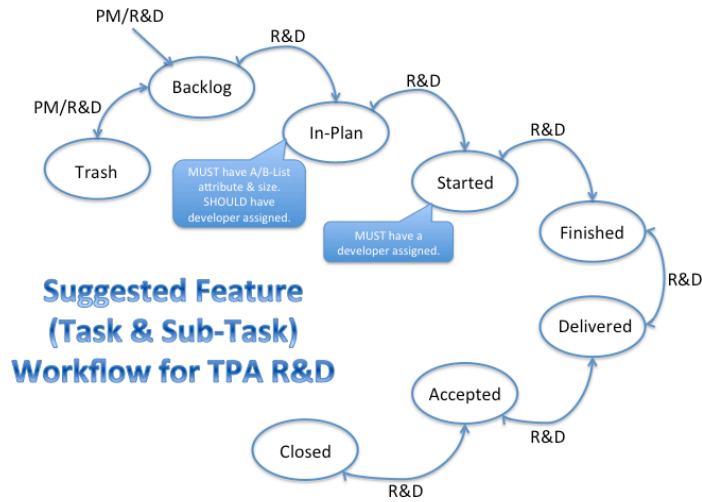 PM/R&D
R&D
Backlog
R&D
PM/R&D
R&D
In-Plan
Trash
MUST have A/B-List
attribute & size.
SHOULD have
developer assigned.
Started
MUST have a
developer assigned.
Finished
R&D
Suggested Feature
(Task & Sub-Task)
Workflow for TPA R&D
Delivered
Accepted
R&D
Closed
R&D